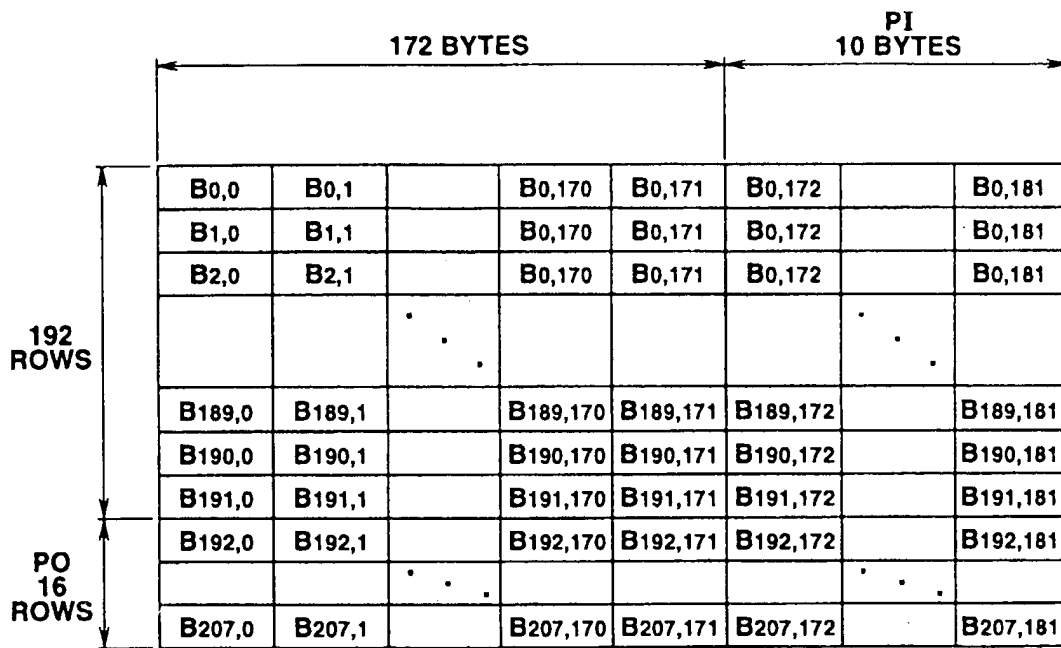 172 BYTES
PI
10 BYTES
B0,0 B0,1 B0,170 B0,171 B0,172 B0,181
B1,0 B1,1 B0,170 B0,171 B0,172 B0,181
B2,0 B2,1 B0,170 B0,171 B0,172 B0,181
192
ROWS
B189,0 B189,1 B189,170 B189,171 B189,172 B189,181
B190,0 B190,1 B190,170 B190,171 B190,172 B190,181
B191,0 B191,1 B191,170 B191,171 B191,172 B191,181
PO
16
ROWS
B192,0 B192,1 B192,170 B192,171 B192,172 B192,181
B207,0 B207,1 B207,170 B207,171 B207,172 B207,181